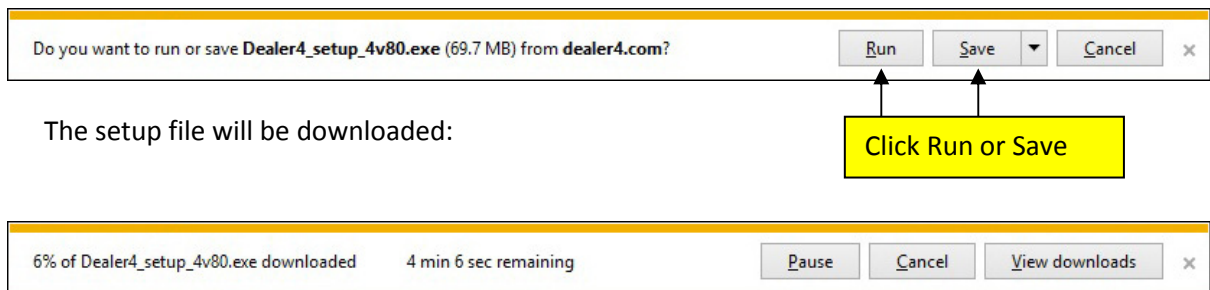 Do you want to run or save Dealer4_setup_4v80.exe (69.7 MB) from dealer4.com? Run Save Cancel ×
The setup file will be downloaded:
Click Run or Save
6% of Dealer4_setup_4v80.exe downloaded 4 min 6 sec remaining Pause Cancel View downloads ×